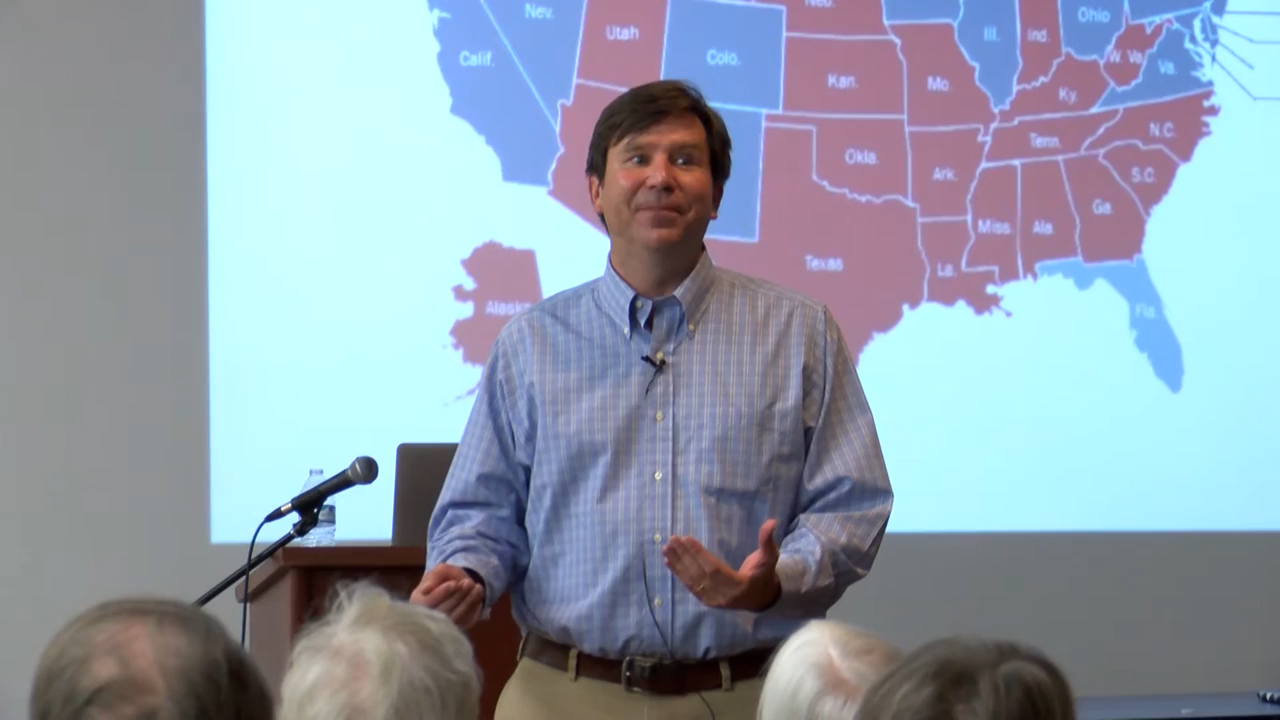 Nev.
Utah
Calif.
Colo.
Neb.
Kan.
Mo.
Ill.
Ind.
Ohio
W. Va.
Va.
Ky.
Tenn.
N.C.
Okla.
Ark.
S.C.
Miss.
Ala.
Ga.
Texas
La.
Alaska
Fla.